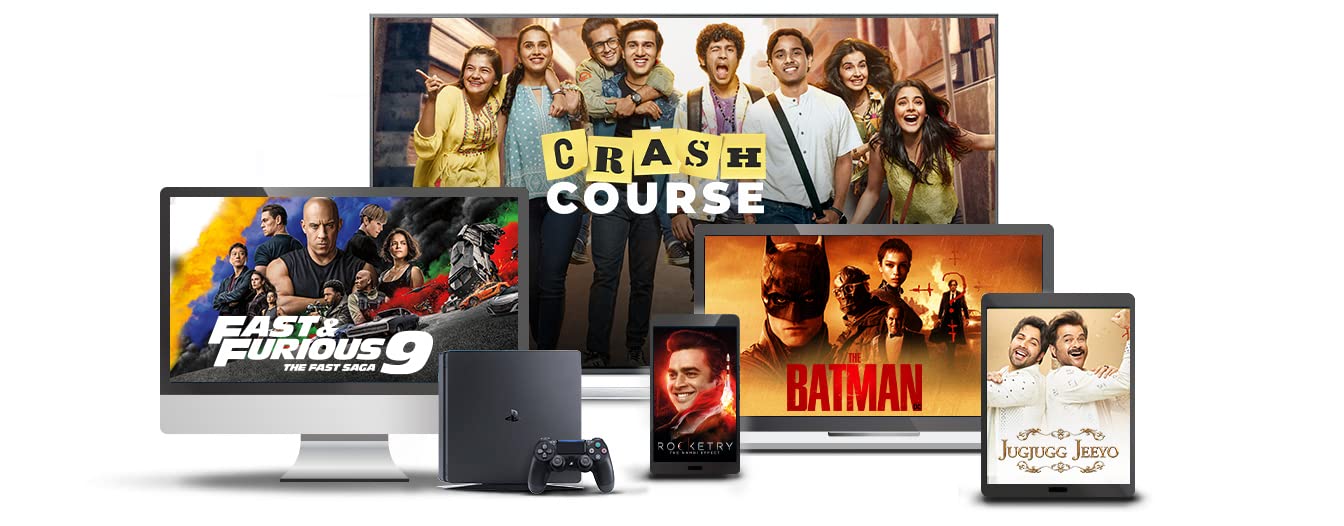 CRASH
COURSE
FAST &
FURIOUS 9
THE FAST SAGA
THE
BATMAN
ROCKETRY
THE NAMBI EFFECT
JUGJUGG JEEYO